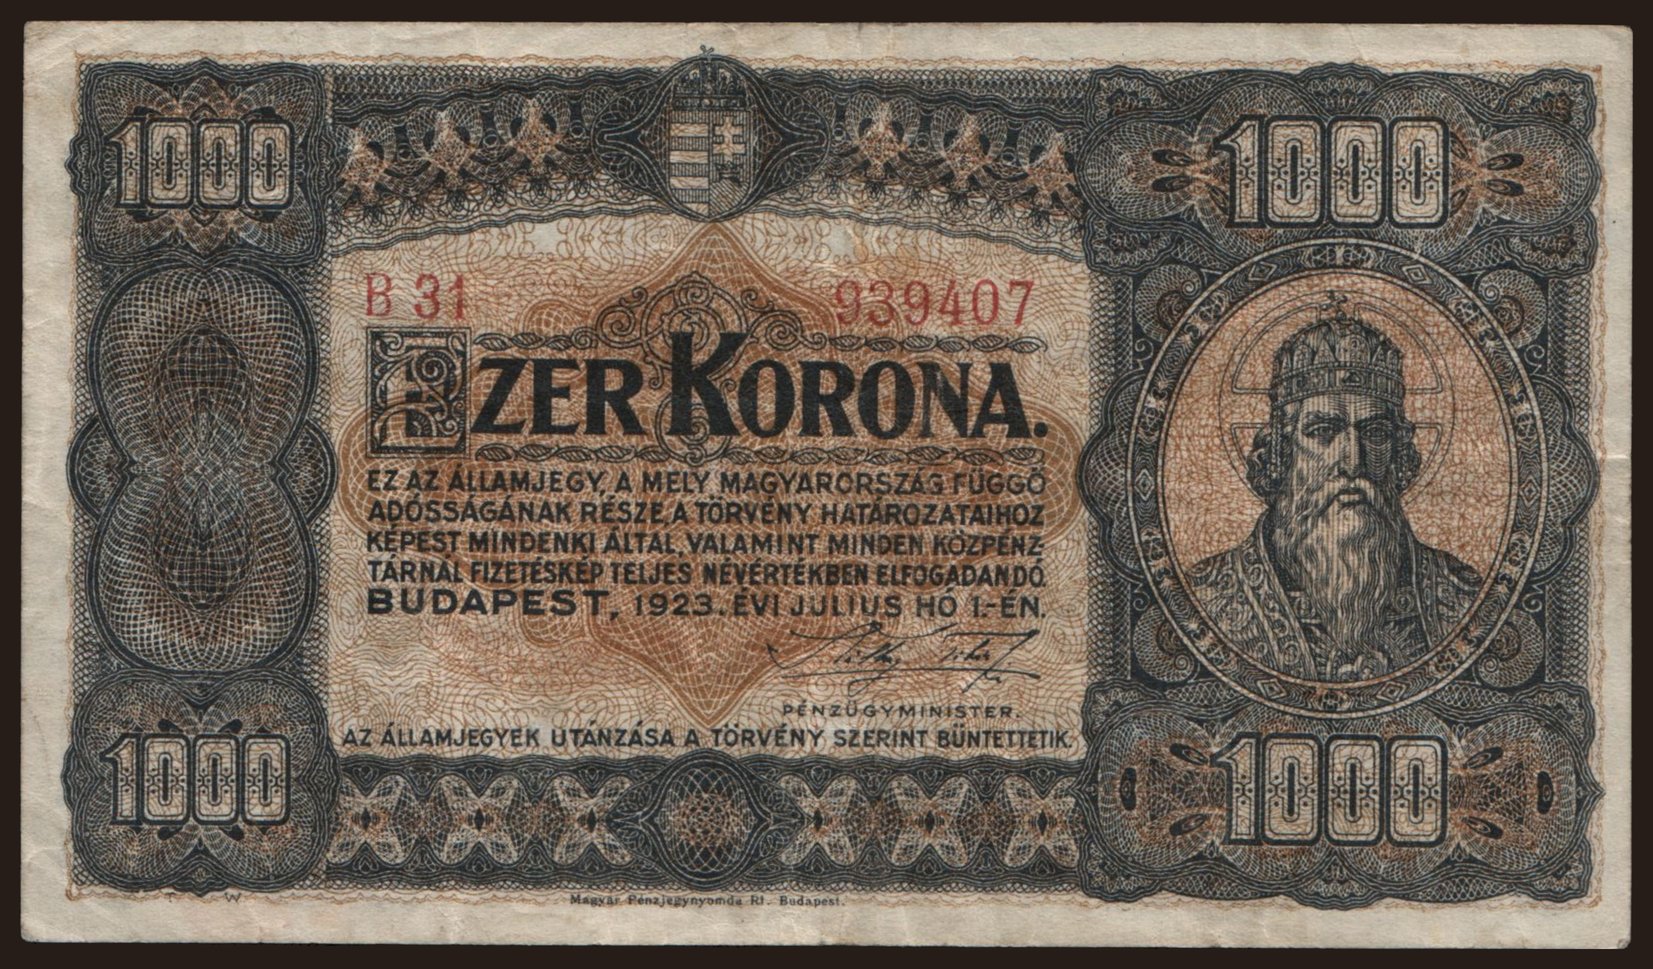 1000
1000
B 31 939407
EZER KORONA.
EZ AZ ÁLLAMJEGY, A MELY MAGYARORSZÁG FÜGGŐ
ADÓSSÁGÁNAK RÉSZE, A TÖRVÉNY HATÁROZATAIHOZ
KÉPEST MINDENKI ÁLTAL, VALAMINT MINDEN KÖZPÉNZ
TÁRNÁL FIZETÉSKÉP TELJES NÉVÉRTÉKBEN ELFOGADANDÓ.
BUDAPEST, 1923. ÉVI JULIUS HÓ 1.-ÉN.
PÉNZÜGYMINISTER.
AZ ÁLLAMJEGYEK UTÁNZÁSA A TÖRVÉNY SZERINT BÜNTETTETIK.
1000
1000
Magyar Pénzjegynyomda Rt. Budapest.